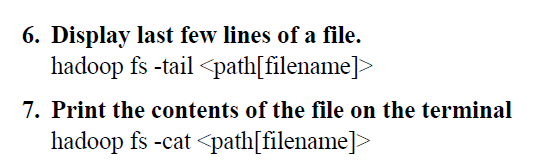 6. Display last few lines of a file.
hadoop fs -tail <path[filename]>
7. Print the contents of the file on the terminal
hadoop fs -cat <path[filename]>